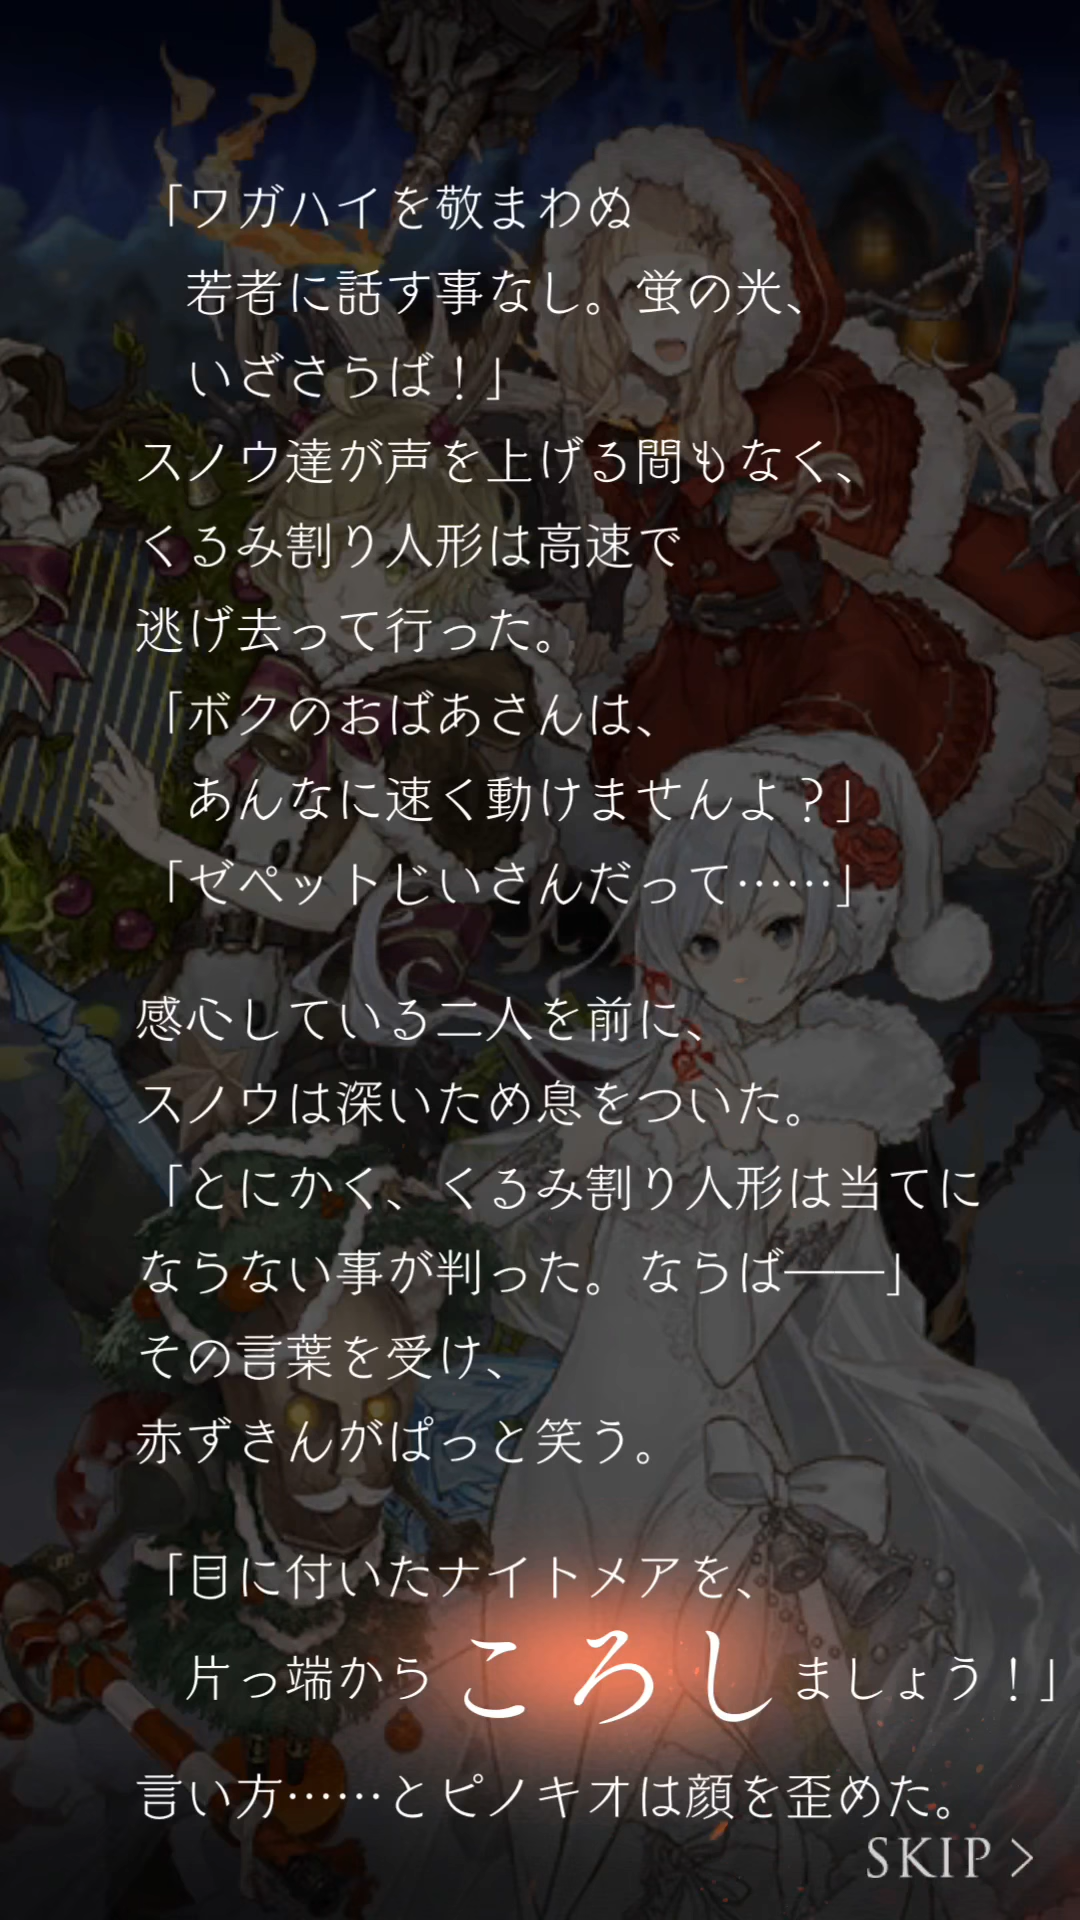 「ワガハイを敬まわぬ
若者に話す事なし。蛍の光、
いざさらば！」
スノウ達が声を上げる間もなく、
くるみ割り人形は高速で
逃げ去って行った。
「ボクのおばあさんは、
あんなに速く動けませんよ？」
「ゼペットじいさんだって……」
感心している二人を前に、
スノウは深いため息をついた。
「とにかく、くるみ割り人形は当てに
ならない事が判った。ならば――」
その言葉を受け、
赤ずきんがぱっと笑う。
「目に付いたナイトメアを、
片っ端からころしましょう！」
言い方……とピノキオは顔を歪めた。
SKIP >